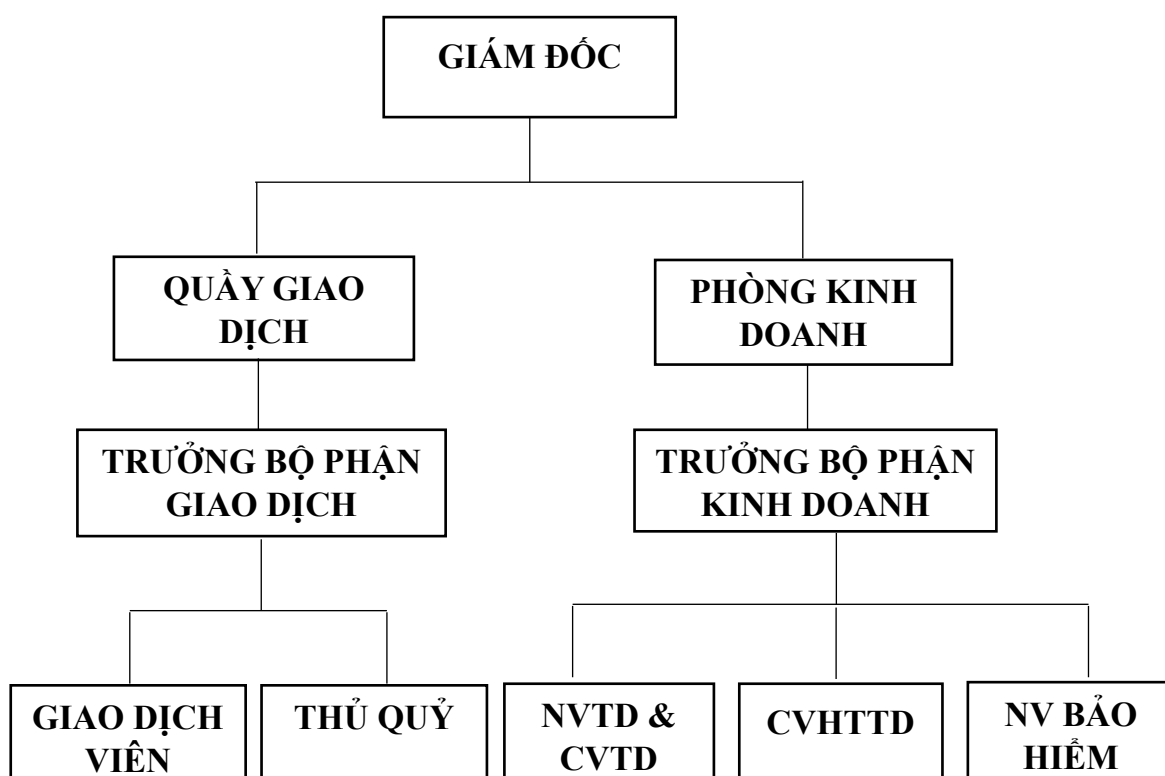 GIÁM ĐỐC
QUẦY GIAO
DỊCH
PHÒNG KINH
DOANH
TRƯỞNG BỘ PHẬN
GIAO DỊCH
TRƯỞNG BỘ PHẬN
KINH DOANH
GIAO DỊCH
VIÊN
THỦ QUỶ
NVTD &
CVTD
CVHTTD
NV BẢO
HIỂM